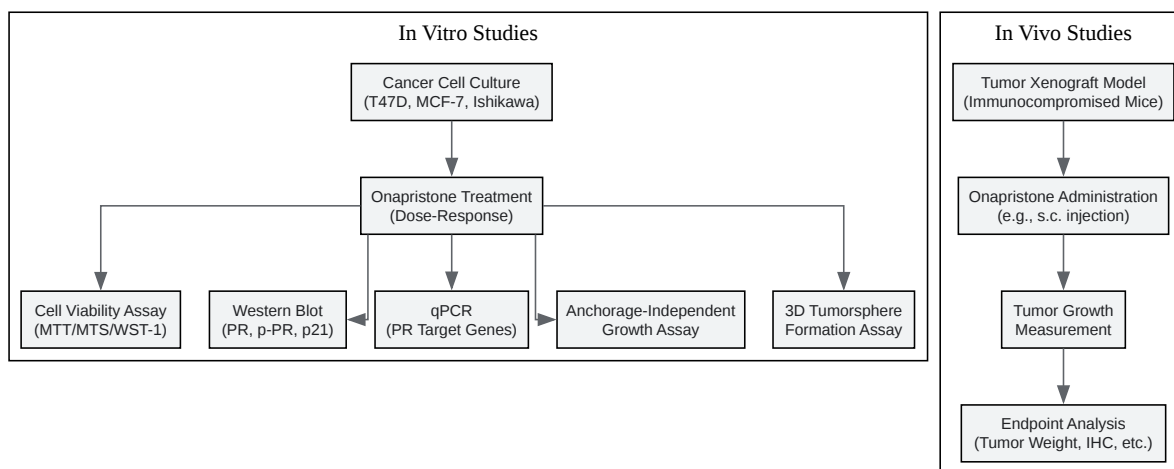 In Vitro Studies
Cancer Cell Culture
(T47D, MCF-7, Ishikawa)
Onapristone Treatment
(Dose-Response)
Cell Viability Assay
(MTT/MTS/WST-1)
Western Blot
(PR, p-PR, p21)
qPCR
(PR Target Genes)
Anchorage-Independent
Growth Assay
3D Tumorsphere
Formation Assay
In Vivo Studies
Tumor Xenograft Model
(Immunocompromised Mice)
Onapristone Administration
(e.g., s.c. injection)
Tumor Growth
Measurement
Endpoint Analysis
(Tumor Weight, IHC, etc.)